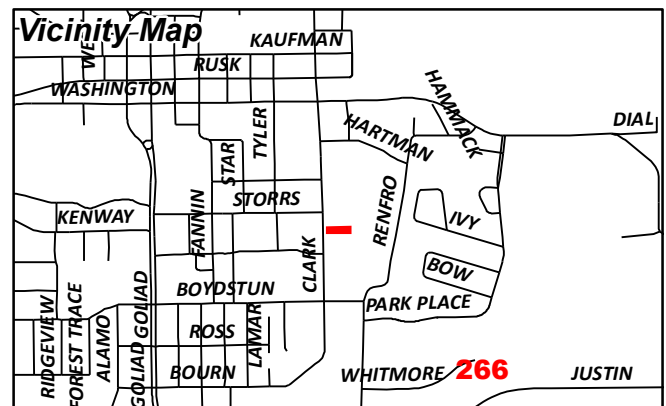 Vicinity Map
KAUFMAN
WE
RUSK
WASHINGTON
HAMMACK
DIAL
TYLER
HARTMAN
STAR
STORRS
KENWAY
FANNIN
RENFRO
IVY
CLARK
BOW
BOYDSTUN
PARK PLACE
RIDGEVIEW
FOREST TRACE
ALAMO
GOLIAD
GOLIAD
ROSS
LAMAR
BOURN
WHITMORE
266
JUSTIN